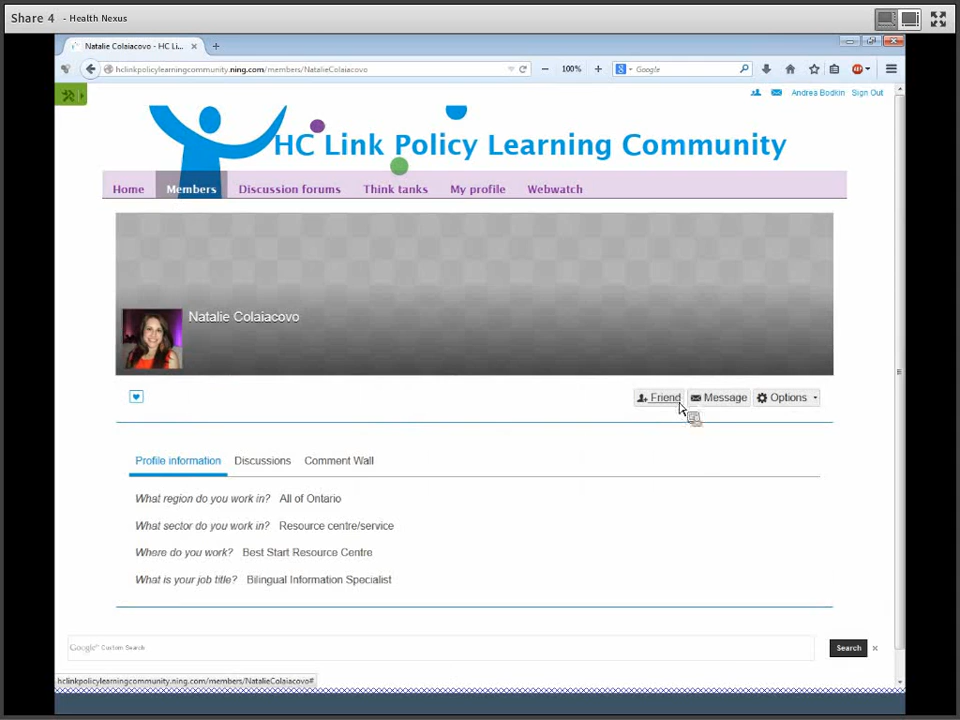 Share 4 - Health Nexus
Natalie Colaiacovo - HC Li...
hclinkpolicylearningcommunity.ning.com/members/NatalieColaiacovo
100%
Google
Andrea Bodkin Sign Out
HC Link Policy Learning Community
Home Members Discussion forums Think tanks My profile Webwatch
Natalie Colaiacovo
Friend Message Options
Profile information Discussions Comment Wall
What region do you work in? All of Ontario
What sector do you work in? Resource centre/service
Where do you work? Best Start Resource Centre
What is your job title? Bilingual Information Specialist
Google™ Custom Search
Search
hclinkpolicylearningcommunity.ning.com/members/NatalieColaiacovo#